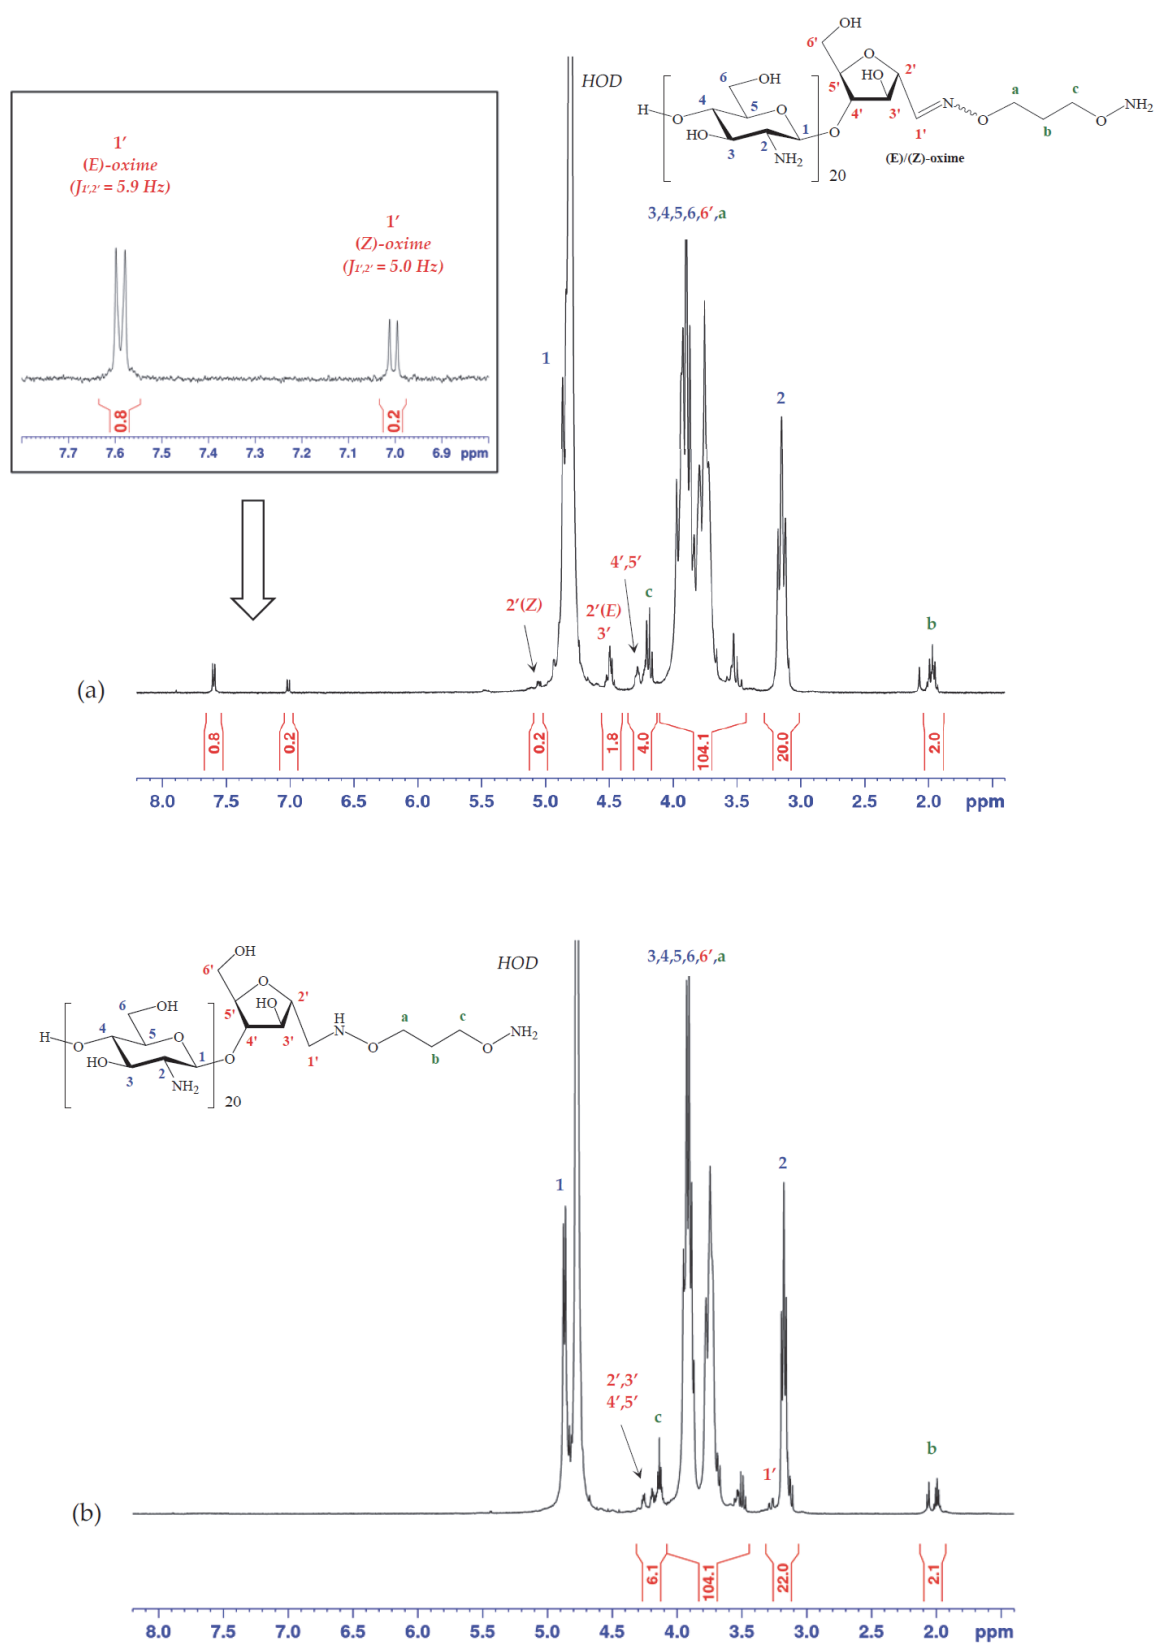 OH
6'
O
HO
2'
5'
3'
4'
N
1'
O
a
b
c
O
NH₂
(E)/(Z)-oxime
HOD
6
OH
H
O
4
5
O
1
O
HO
3
2
NH₂
20
1′
(E)-oxime
(J1′,2′ = 5.9 Hz)
1′
(Z)-oxime
(J1′,2′ = 5.0 Hz)
0.8
0.2
7.7 7.6 7.5 7.4 7.3 7.2 7.1 7.0 6.9 ppm
3,4,5,6,6′,a
1
2
4′,5′
c
2′(Z)
2′(E)
3′
b
(a)
0.8
0.2
0.2
1.8
4.0
104.1
20.0
2.0
8.0 7.5 7.0 6.5 6.0 5.5 5.0 4.5 4.0 3.5 3.0 2.5 2.0 ppm
OH
6'
O
HO
2'
5'
3'
4'
1'
H
N
O
a
b
c
O
NH₂
HOD
6
OH
H
O
4
5
O
1
O
HO
3
2
NH₂
20
3,4,5,6,6′,a
1
2
2′,3′
4′,5′
c
1′
b
(b)
6.1
104.1
22.0
2.1
8.0 7.5 7.0 6.5 6.0 5.5 5.0 4.5 4.0 3.5 3.0 2.5 2.0 ppm